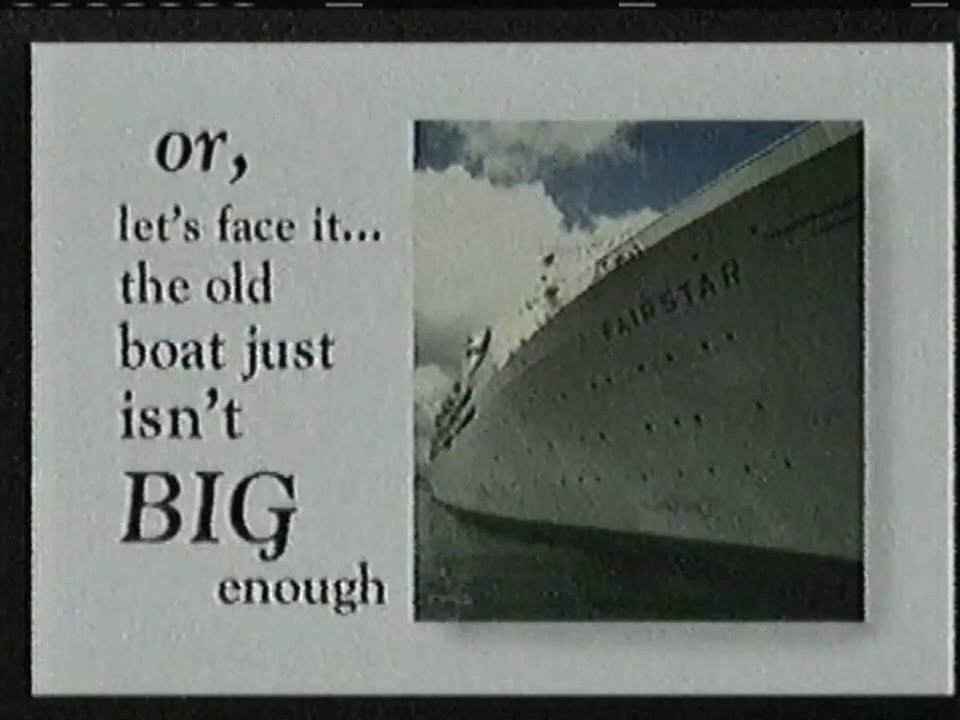 or,
let's face it...
the old
boat just
isn't
BIG
enough
FAIRSTAR